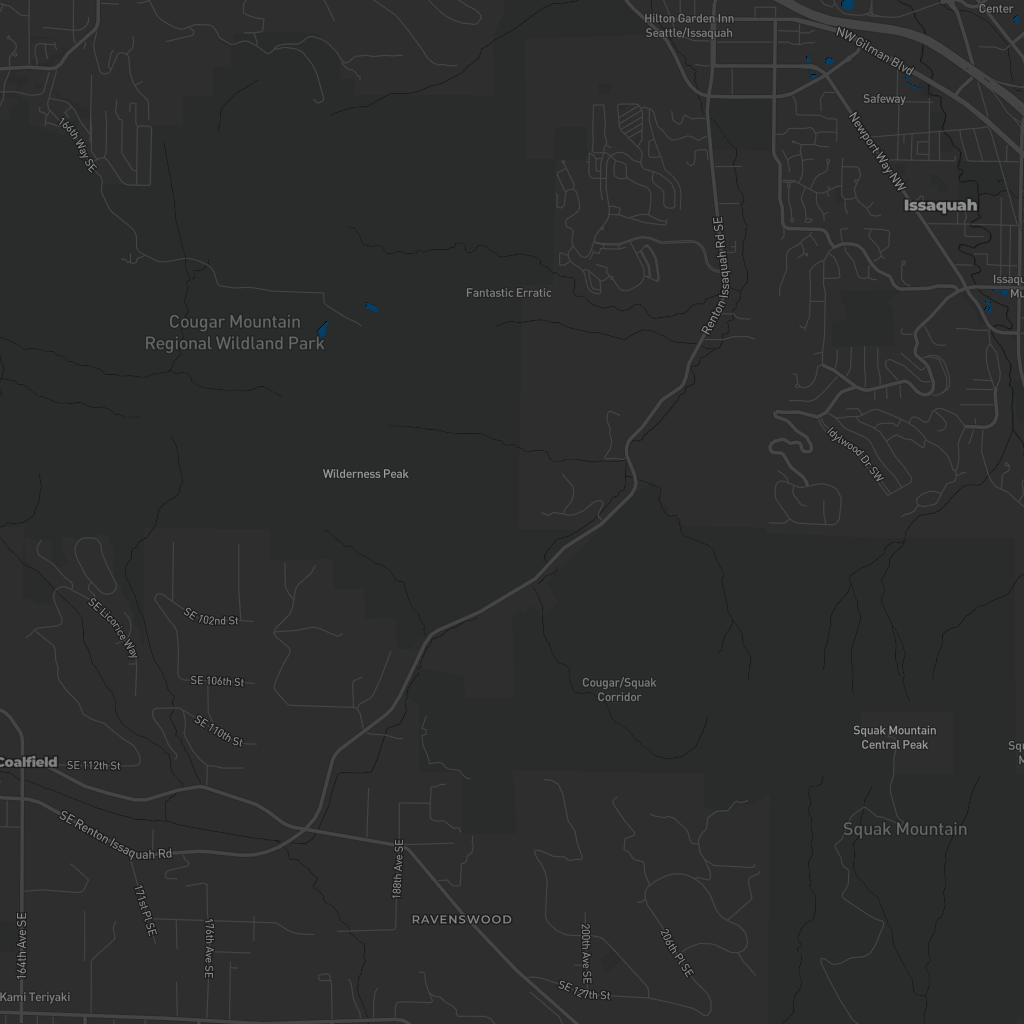 Center
Hilton Garden Inn
Seattle/Issaquah
NW Gilman Blvd
Safeway
166th Way SE
Newport Way NW
Issaquah
Renton Issaquah Rd SE
Fantastic Erratic
Cougar Mountain
Regional Wildland Park
Idylwood Dr SW
Wilderness Peak
SE Licorice Way
SE 102nd St
SE 106th St
Cougar/Squak
Corridor
SE 110th St
Squak Mountain
Central Peak
Coalfield
SE 112th St
SE Renton Issaquah Rd
Squak Mountain
188th Ave SE
171st Pl SE
RAVENSWOOD
164th Ave SE
176th Ave SE
200th Ave SE
206th Pl SE
SE 127th St
Kami Teriyaki